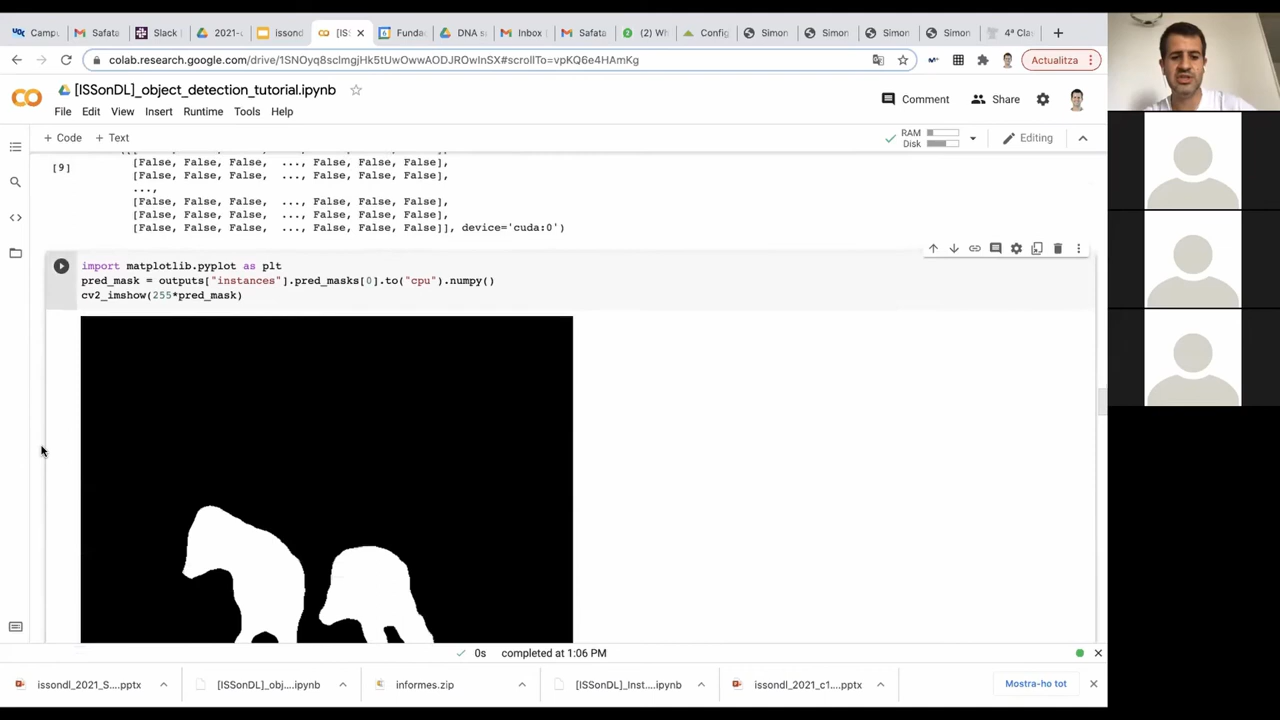 Campu
Safata
Slack
2021-
issond
[IS
Funda
DNA s
Inbox
Safata
(2) W
Config
Simon
Simon
Simon
Simon
4ª Cla
colab.research.google.com/drive/1SNOyq8sclmgjHk5tUwOwwAODJROwInSX#scrollTo=vpKQ6e4HAmKg
Actualitza
[ISSonDL]_object_detection_tutorial.ipynb
Comment
Share
File Edit View Insert Runtime Tools Help
+ Code + Text
RAM
Disk
Editing
[9]
[False, False, False, ..., False, False, False],
[False, False, False, ..., False, False, False],
...,
[False, False, False, ..., False, False, False],
[False, False, False, ..., False, False, False],
[False, False, False, ..., False, False, False]], device='cuda:0')
import matplotlib.pyplot as plt
pred_mask = outputs["instances"].pred_masks[0].to("cpu").numpy()
cv2_imshow(255*pred_mask)
0s completed at 1:06 PM
issondl_2021_S....pptx
[ISSonDL]_obj....ipynb
informes.zip
[ISSonDL]_Inst....ipynb
issondl_2021_c1....pptx
Mostra-ho tot